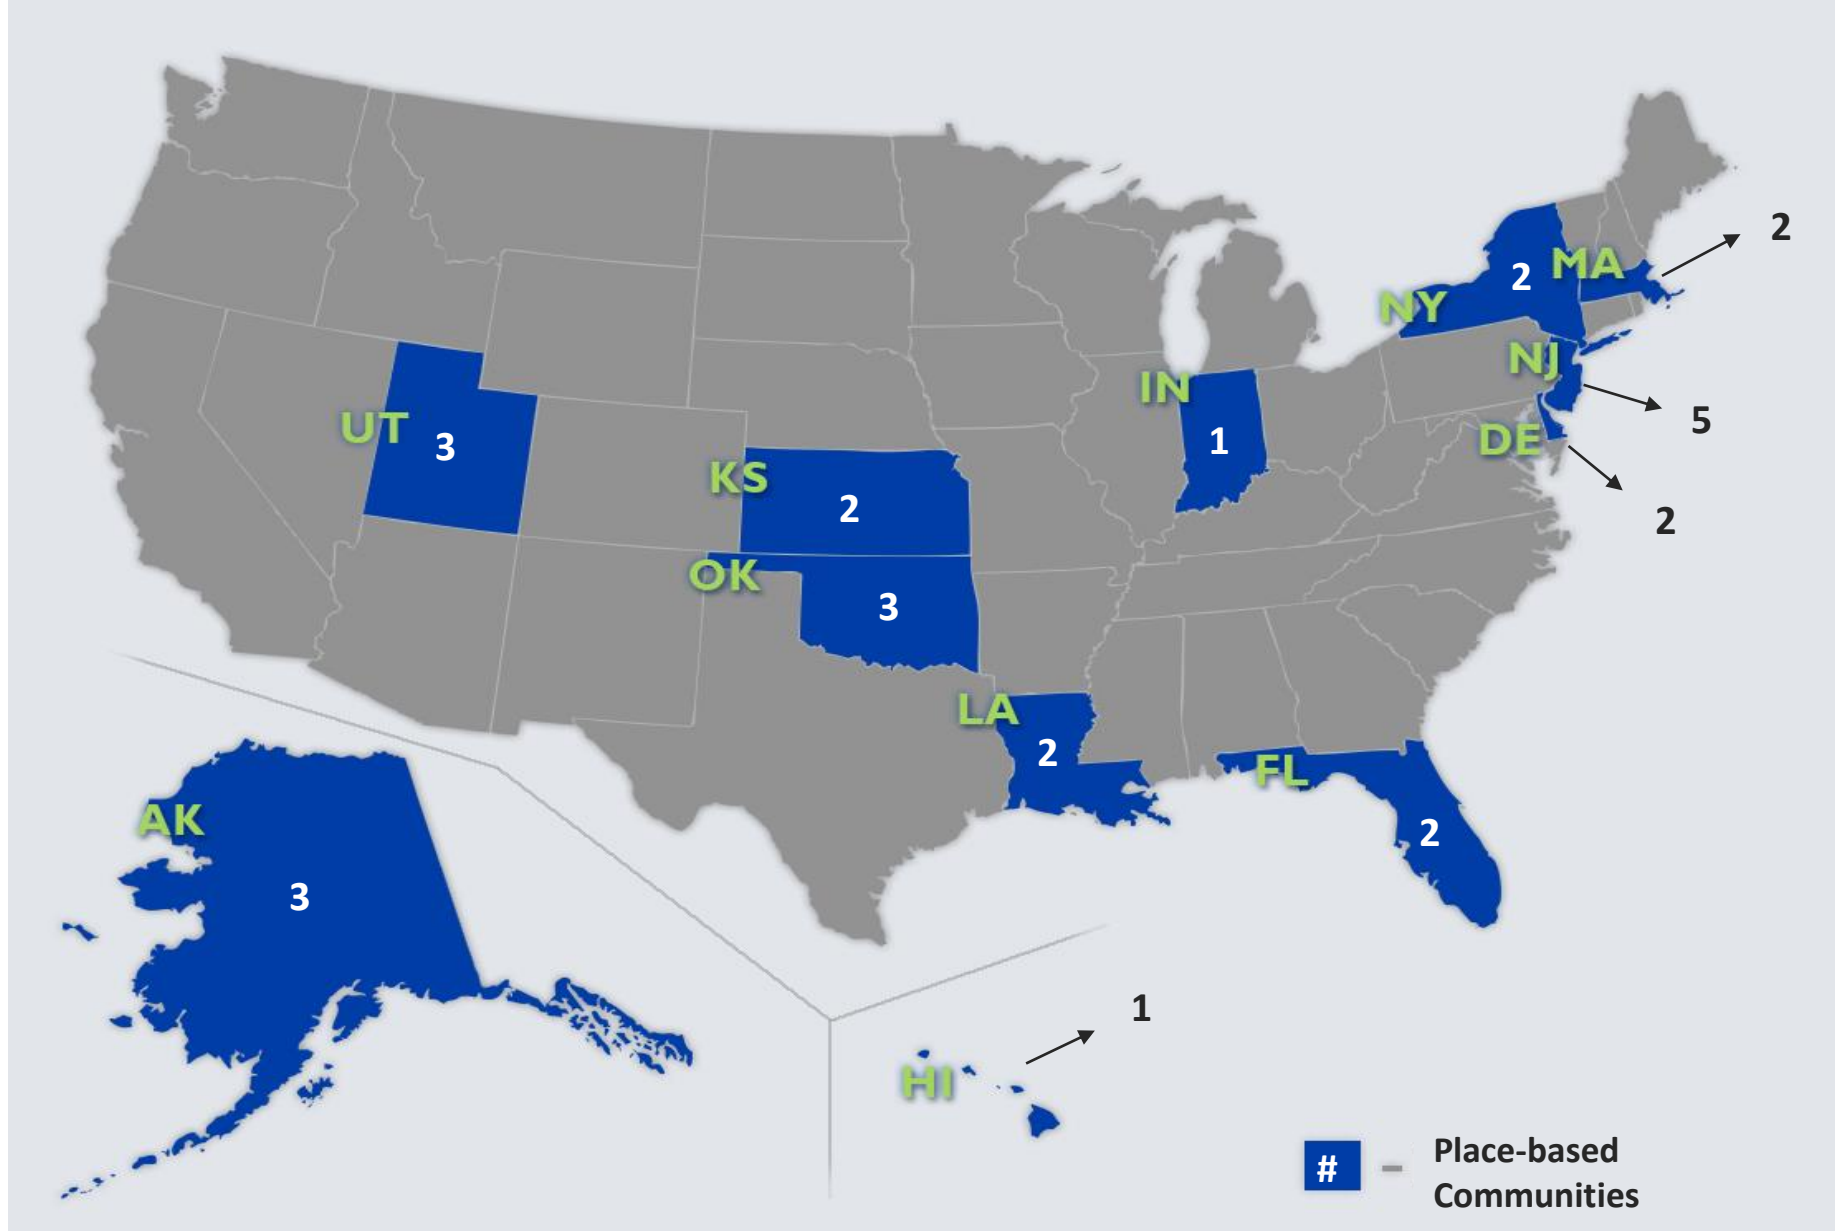 MA
2
2
NY
NJ
5
IN
1
DE
2
UT
3
KS
2
OK
3
LA
2
FL
2
AK
3
HI
1
# – Place-based
Communities